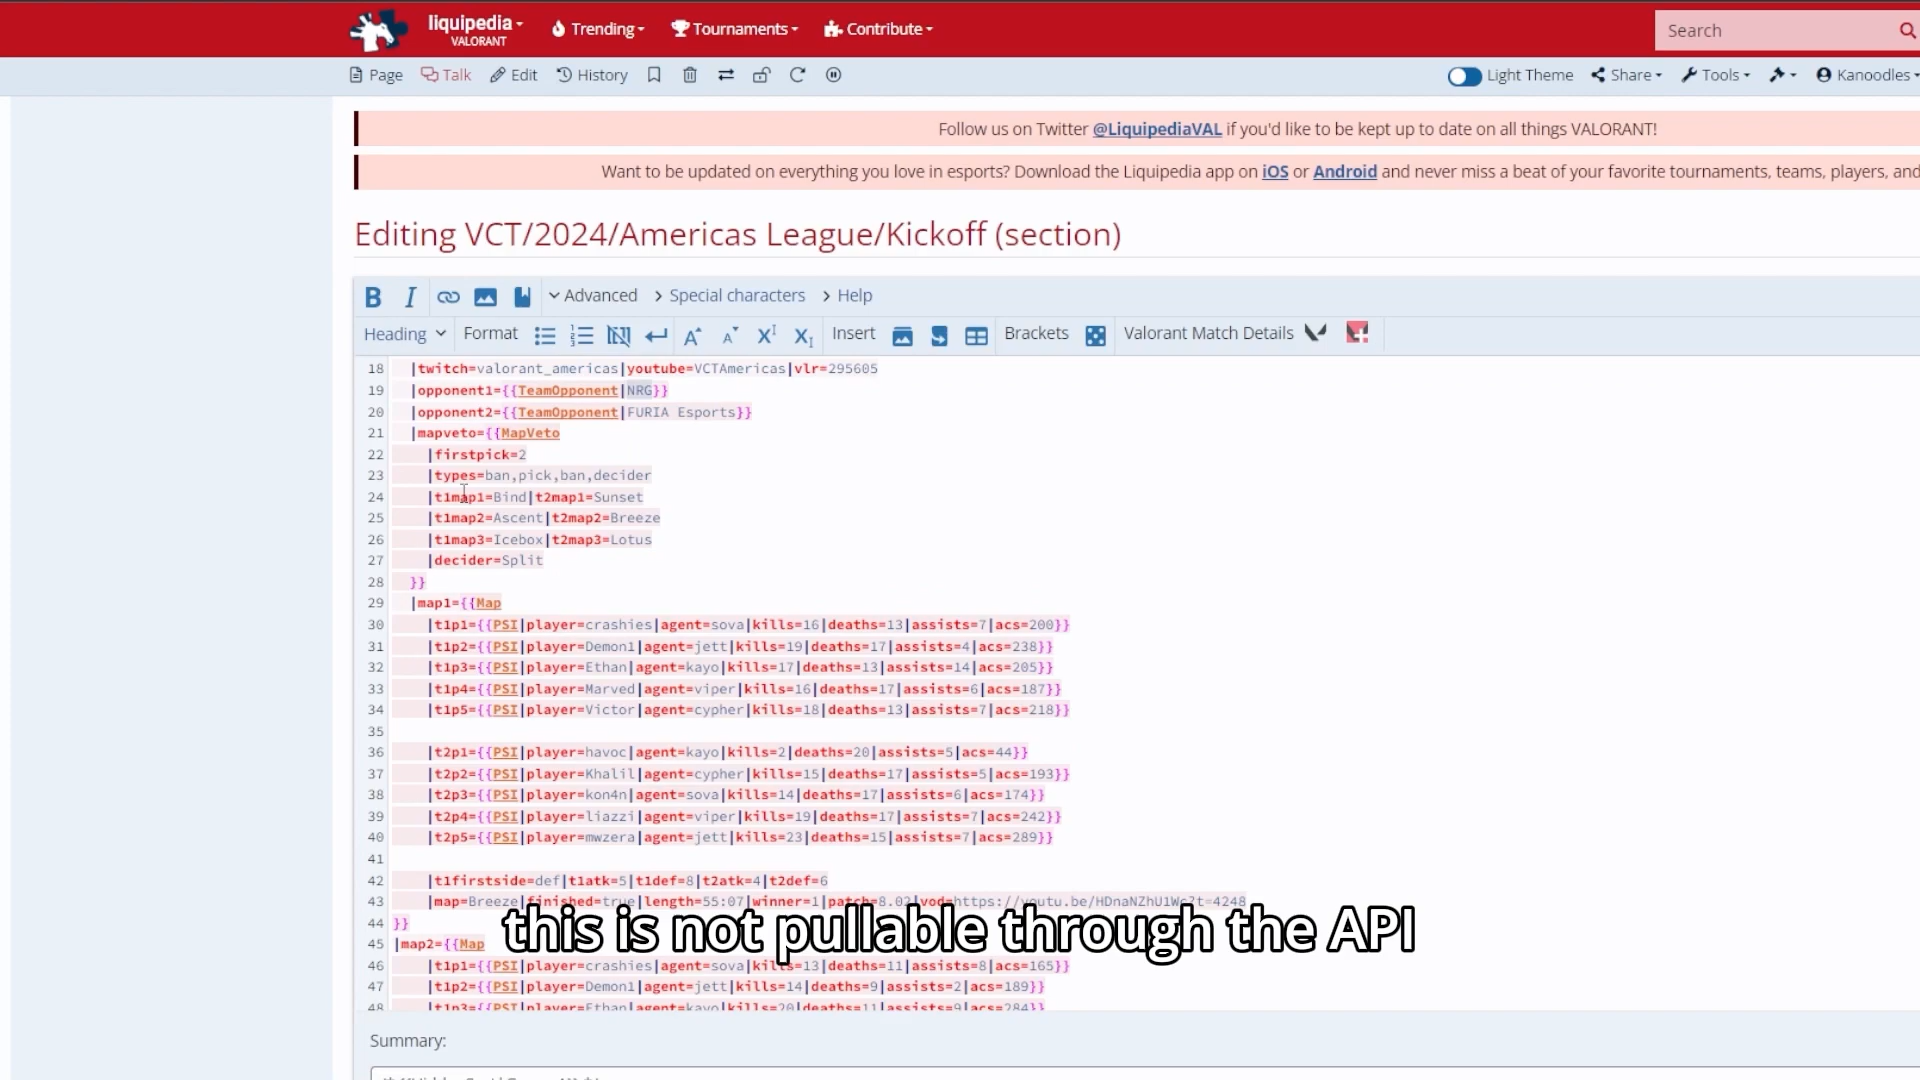 liquipedia
VALORANT
Trending
Tournaments
Contribute
Search
Page
Talk
Edit
History
Light Theme
Share
Tools
Kanoodles
Follow us on Twitter @LiquipediaVAL if you'd like to be kept up to date on all things VALORANT!
Want to be updated on everything you love in esports? Download the Liquipedia app on iOS or Android and never miss a beat of your favorite tournaments, teams, players, and
Editing VCT/2024/Americas League/Kickoff (section)
B I Advanced Special characters Help
Heading Format Insert Brackets Valorant Match Details
18 |twitch=valorant_americas|youtube=VCTAmericas|vlr=295605
19 |opponent1={{TeamOpponent|NRG}}
20 |opponent2={{TeamOpponent|FURIA Esports}}
21 |mapveto={{MapVeto
22 |firstpick=2
23 |types=ban,pick,ban,decider
24 |t1map1=Bind|t2map1=Sunset
25 |t1map2=Ascent|t2map2=Breeze
26 |t1map3=Icebox|t2map3=Lotus
27 |decider=Split
28 }}
29 |map1={{Map
30 |t1p1={{PSI|player=crashies|agent=sova|kills=16|deaths=13|assists=7|acs=200}}
31 |t1p2={{PSI|player=Demon1|agent=jett|kills=19|deaths=17|assists=4|acs=238}}
32 |t1p3={{PSI|player=Ethan|agent=kayo|kills=17|deaths=13|assists=14|acs=205}}
33 |t1p4={{PSI|player=Marved|agent=viper|kills=16|deaths=17|assists=6|acs=187}}
34 |t1p5={{PSI|player=Victor|agent=cypher|kills=18|deaths=13|assists=7|acs=218}}
35
36 |t2p1={{PSI|player=havoc|agent=kayo|kills=2|deaths=20|assists=5|acs=44}}
37 |t2p2={{PSI|player=Khalil|agent=cypher|kills=15|deaths=17|assists=5|acs=193}}
38 |t2p3={{PSI|player=kon4n|agent=sova|kills=14|deaths=17|assists=6|acs=174}}
39 |t2p4={{PSI|player=liazzi|agent=viper|kills=19|deaths=17|assists=7|acs=242}}
40 |t2p5={{PSI|player=mwzera|agent=jett|kills=23|deaths=15|assists=7|acs=289}}
41
42 |t1firstside=def|t1atk=5|t1def=8|t2atk=4|t2def=6
43 |map=Breeze|finished=true|length=55:07|winner=1|patch=8.02|vod=https://youtu.be/HDnaNZhU1Wc?t=4248
44 }}
this is not pullable through the API
45 |map2={{Map
46 |t1p1={{PSI|player=crashies|agent=sova|kills=13|deaths=11|assists=8|acs=165}}
47 |t1p2={{PSI|player=Demon1|agent=jett|kills=14|deaths=9|assists=2|acs=189}}
48 |t1p3={{PSI|player=Ethan|agent=kayo|kills=20|deaths=11|assists=9|acs=284}}
Summary: